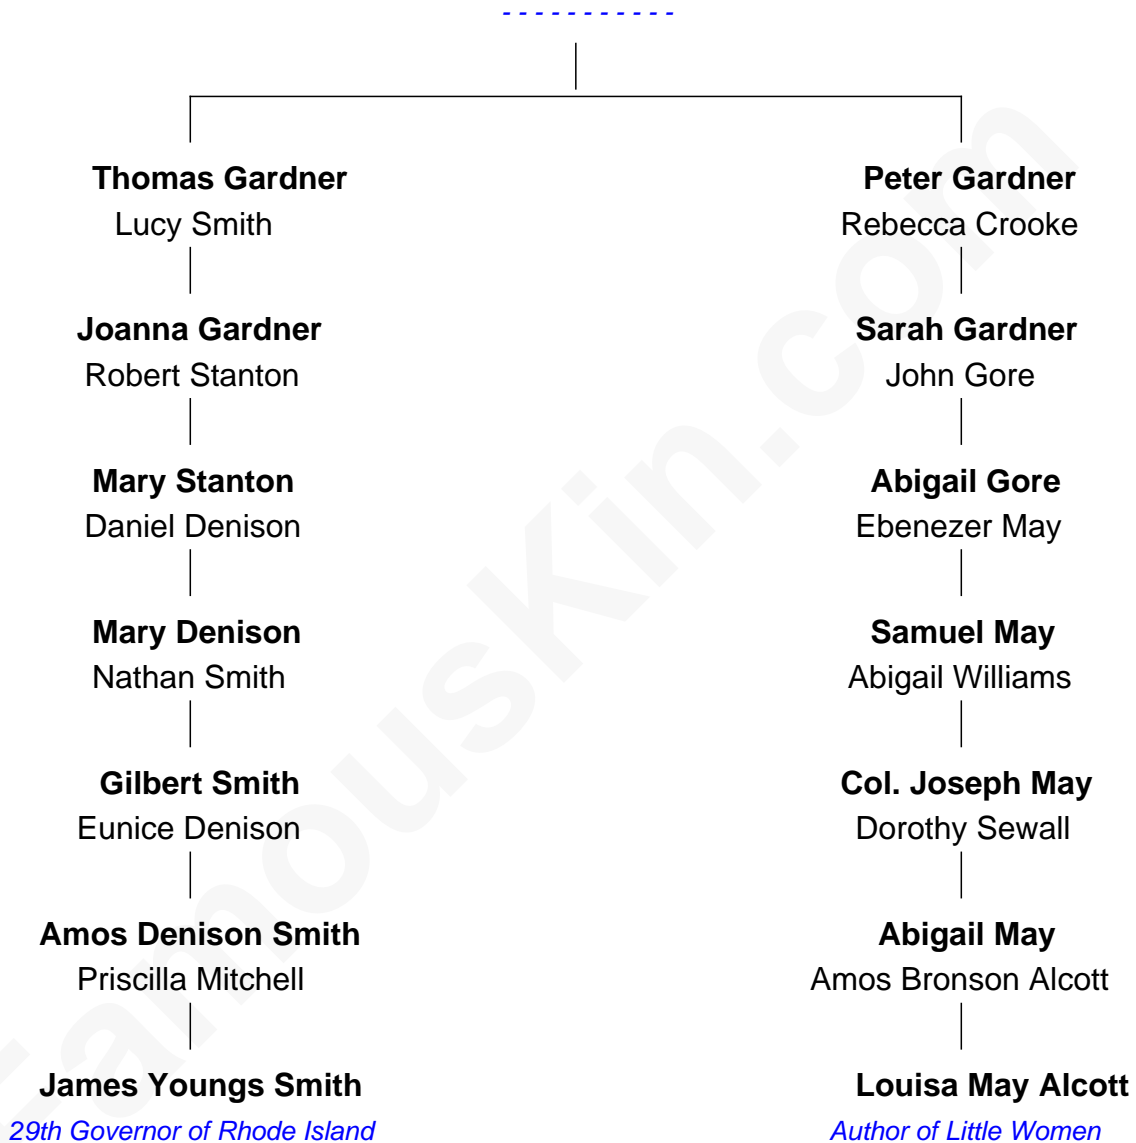 - - - - - - - - - - -
Thomas Gardner
Peter Gardner
Lucy Smith
Rebecca Crooke
Joanna Gardner
Sarah Gardner
Robert Stanton
John Gore
Mary Stanton
Abigail Gore
Daniel Denison
Ebenezer May
Mary Denison
Samuel May
Nathan Smith
Abigail Williams
Gilbert Smith
Col. Joseph May
Eunice Denison
Dorothy Sewall
Amos Denison Smith
Abigail May
Priscilla Mitchell
Amos Bronson Alcott
James Youngs Smith
Louisa May Alcott
29th Governor of Rhode Island
Author of Little Women
FamousKin.com